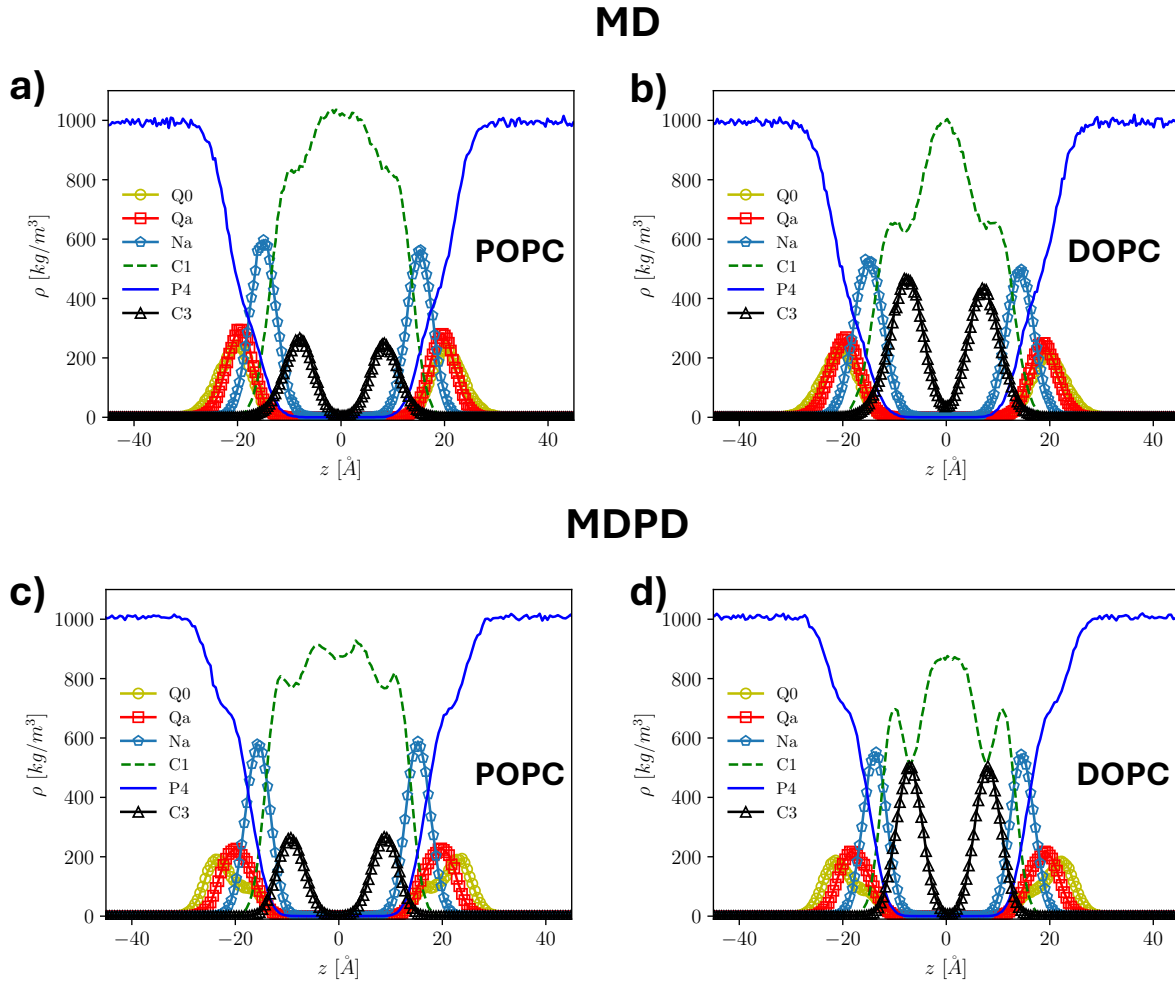 MD
a)
b)
1000
800
600
400
200
0
ρ [kg/m³]
Q0
Qa
Na
C1
P4
C3
POPC
−40
−20
0
20
40
z [Å]
1000
800
600
400
200
0
ρ [kg/m³]
Q0
Qa
Na
C1
P4
C3
DOPC
−40
−20
0
20
40
z [Å]
MDPD
c)
d)
1000
800
600
400
200
0
ρ [kg/m³]
Q0
Qa
Na
C1
P4
C3
POPC
−40
−20
0
20
40
z [Å]
1000
800
600
400
200
0
ρ [kg/m³]
Q0
Qa
Na
C1
P4
C3
DOPC
−40
−20
0
20
40
z [Å]